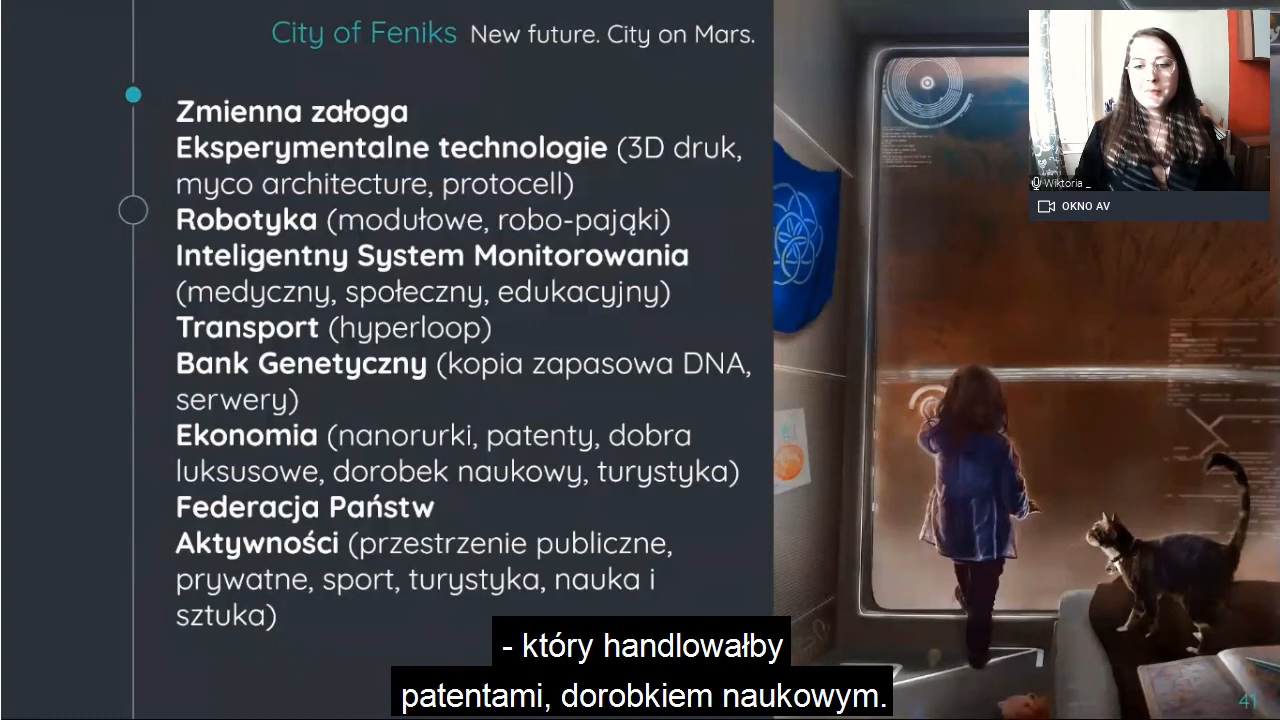 City of Feniks New future. City on Mars.
Zmienna załoga
Eksperymentalne technologie (3D druk,
myco architecture, protocell)
Robotyka (modułowe, robo-pająki)
Inteligentny System Monitorowania
(medyczny, społeczny, edukacyjny)
Transport (hyperloop)
Bank Genetyczny (kopia zapasowa DNA,
serwery)
Ekonomia (nanorurki, patenty, dobra
luksusowe, dorobek naukowy, turystyka)
Federacja Państw
Aktywności (przestrzenie publiczne,
prywatne, sport, turystyka, nauka i
sztuka)
Wiktoria _
OKNO AV
- który handlowałby
patentami, dorobkiem naukowym.
41